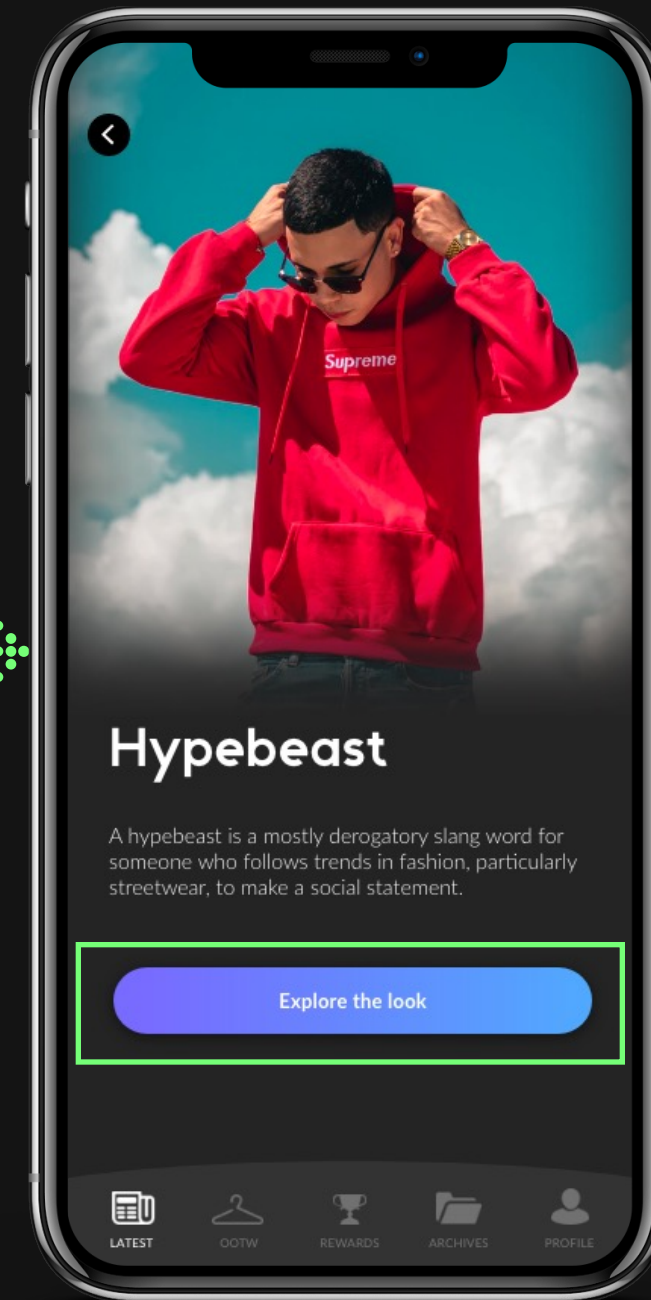 Supreme
Hypebeast
A hypebeast is a mostly derogatory slang word for
someone who follows trends in fashion, particularly
streetwear, to make a social statement.
Explore the look
LATEST
OOTW
REWARDS
ARCHIVES
PROFILE